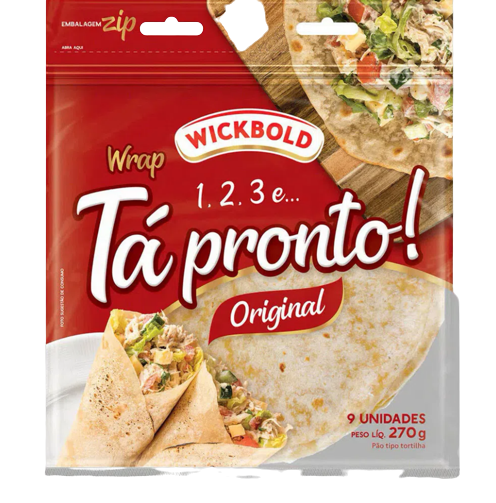 EMBALAGEM zip
ABRA AQUI
WICKBOLD
Wrap
1, 2, 3 e...
Tá pronto!
Original
FOTO SUGESTÃO DE CONSUMO
9 UNIDADES
PESO LÍQ. 270 g
Pão tipo tortilha